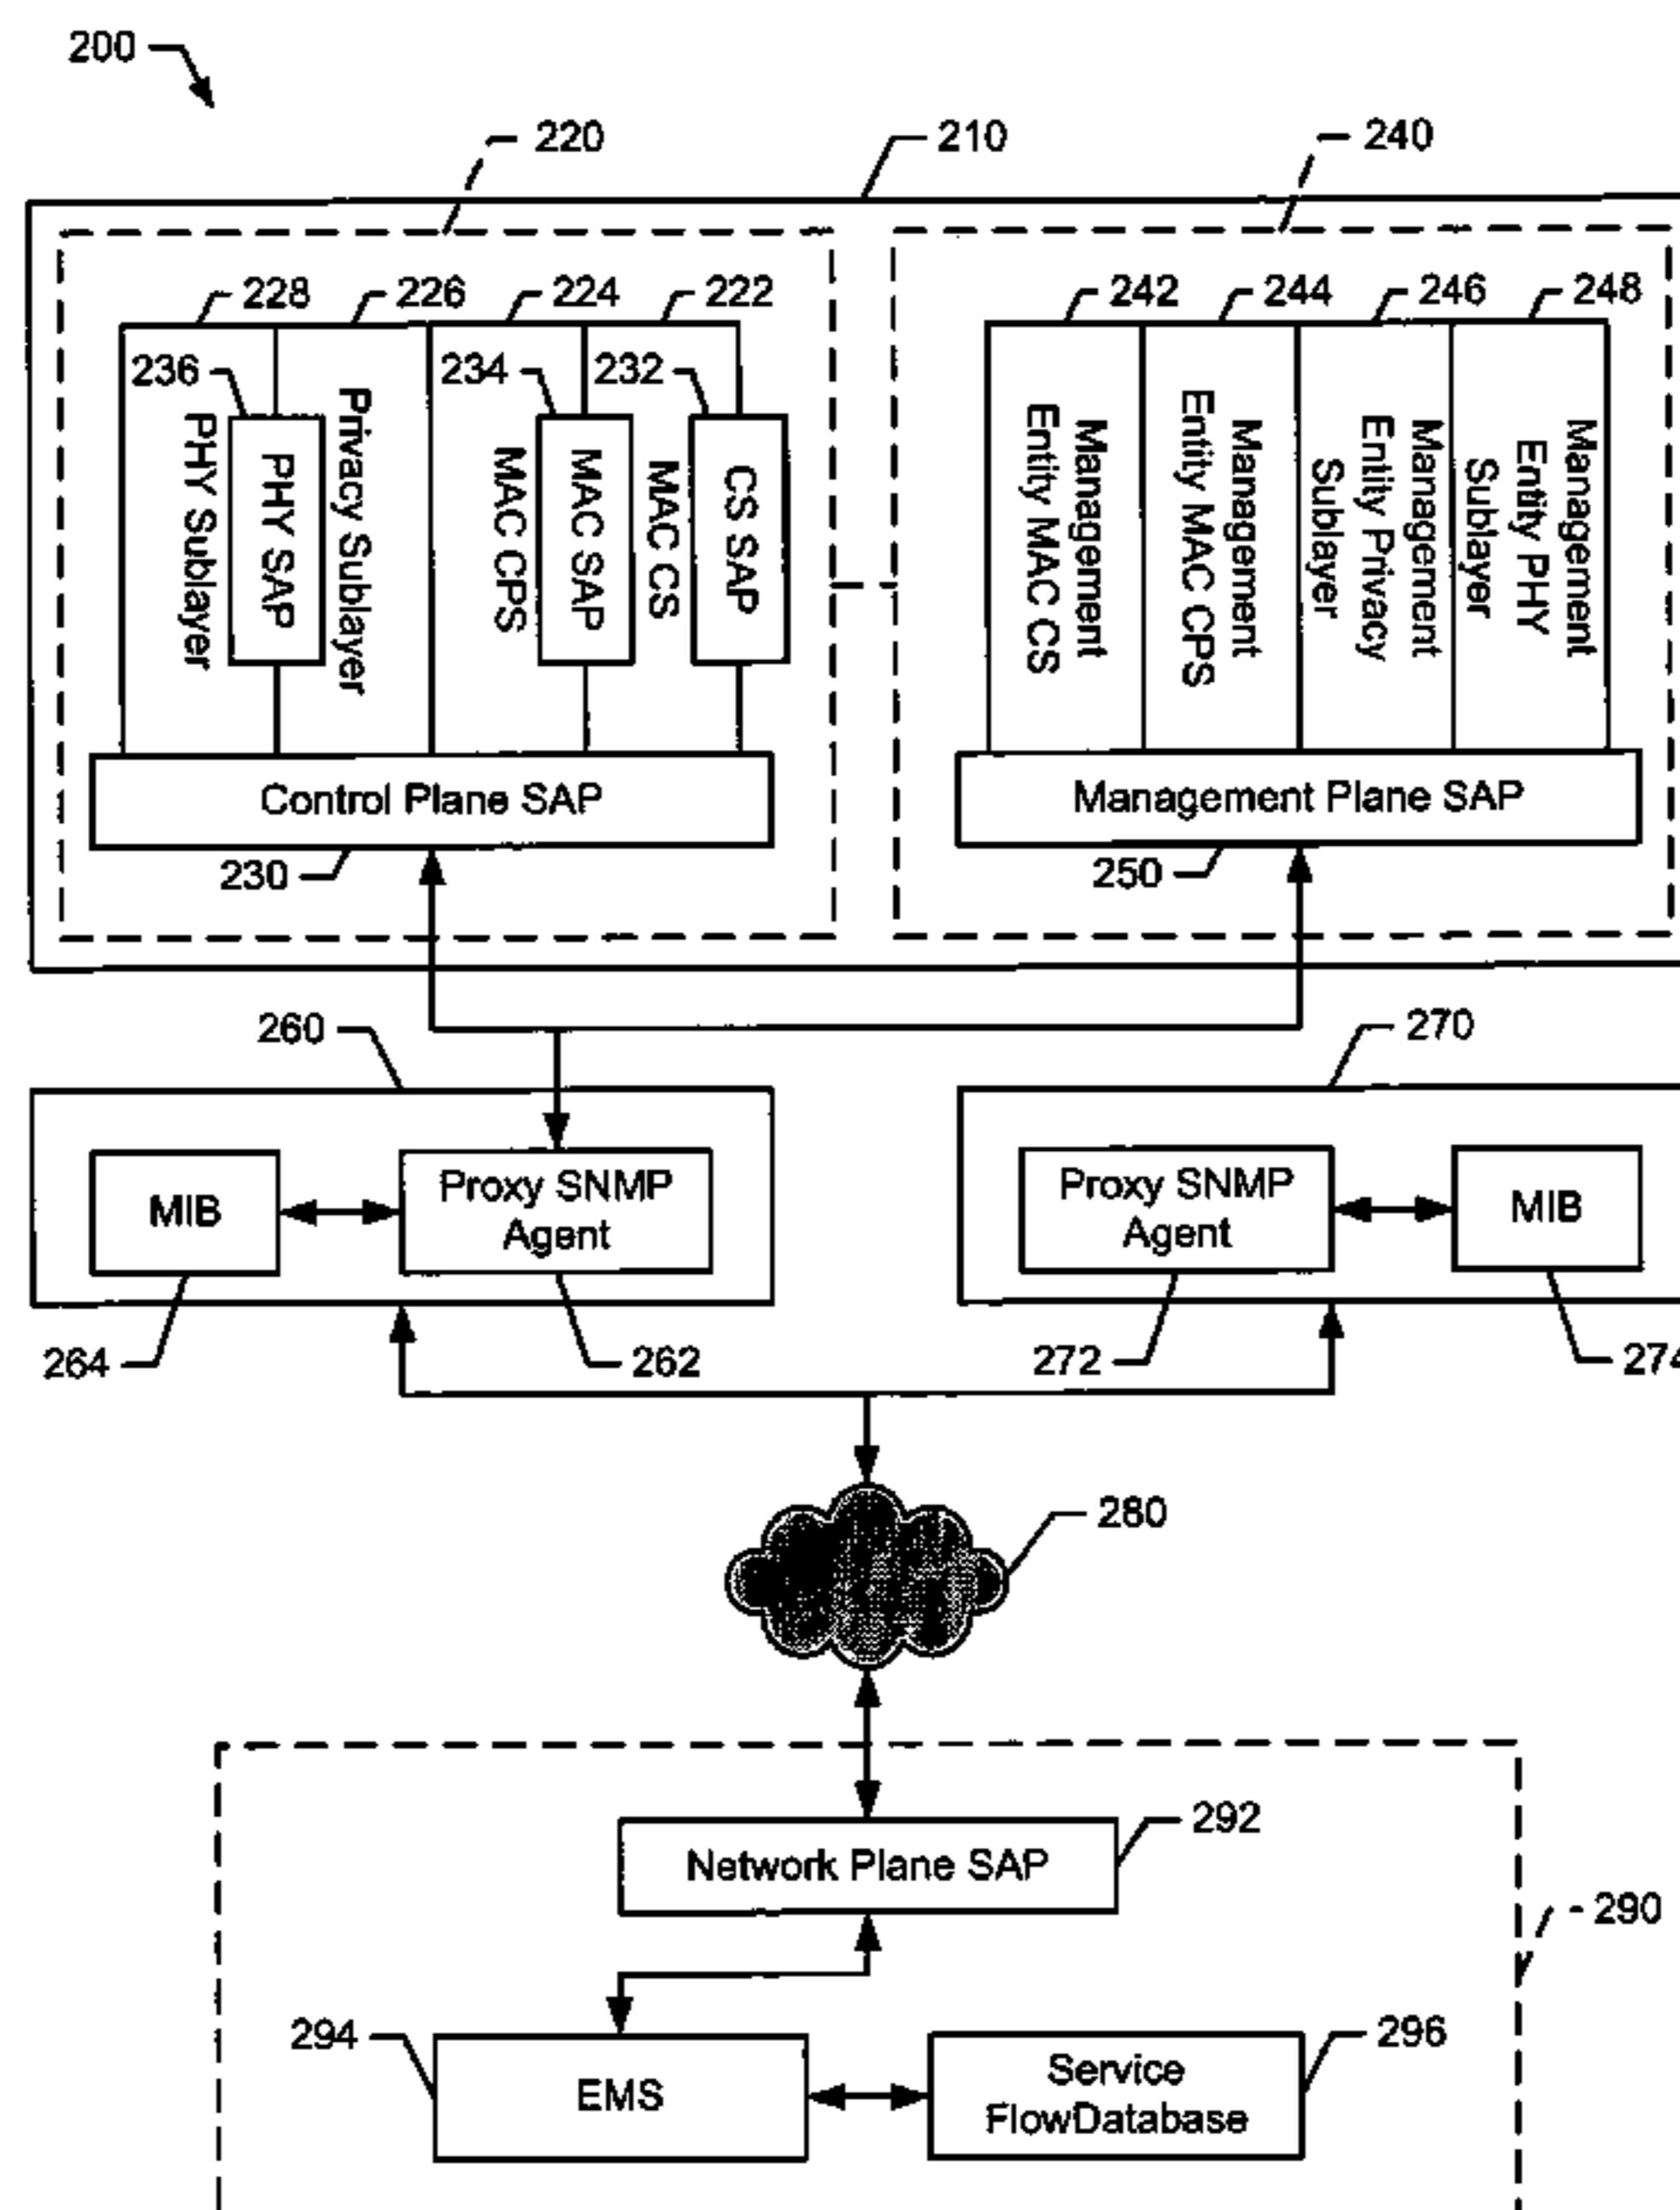 200
220
210
240
228
226
224
222
242
244
246
248
236
234
232
PHY Sublayer
PHY SAP
Privacy Sublayer
MAC CPS
MAC SAP
MAC CS
CS SAP
Management
Entity MAC CS
Management
Entity MAC CPS
Management
Entity Privacy
Sublayer
Management
Entity PHY
Sublayer
Control Plane SAP
Management Plane SAP
230
250
260
270
MIB
Proxy SNMP
Agent
Proxy SNMP
Agent
MIB
264
262
272
274
280
292
Network Plane SAP
290
294
296
EMS
Service
FlowDatabase